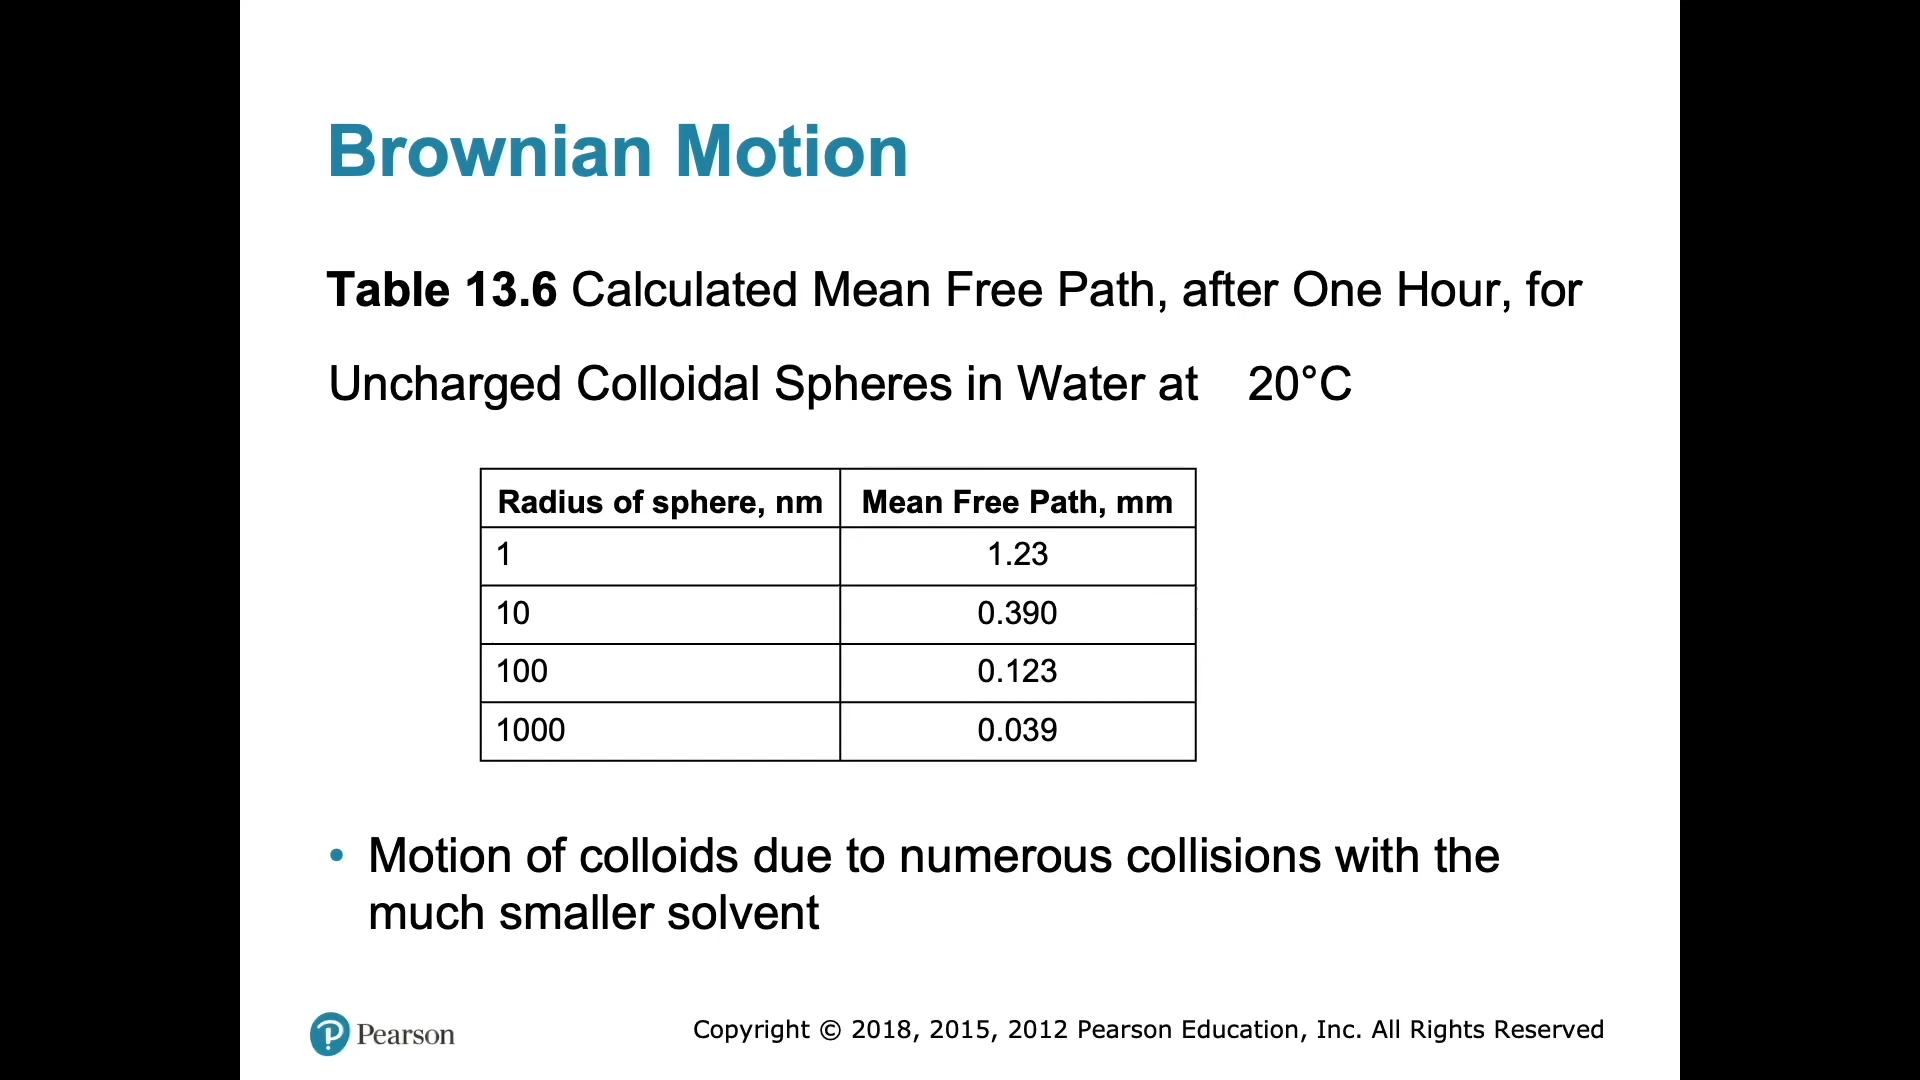 Brownian Motion
Table 13.6 Calculated Mean Free Path, after One Hour, for
Uncharged Colloidal Spheres in Water at 20°C
Radius of sphere, nm Mean Free Path, mm
1 1.23
10 0.390
100 0.123
1000 0.039
• Motion of colloids due to numerous collisions with the
much smaller solvent
P Pearson Copyright © 2018, 2015, 2012 Pearson Education, Inc. All Rights Reserved